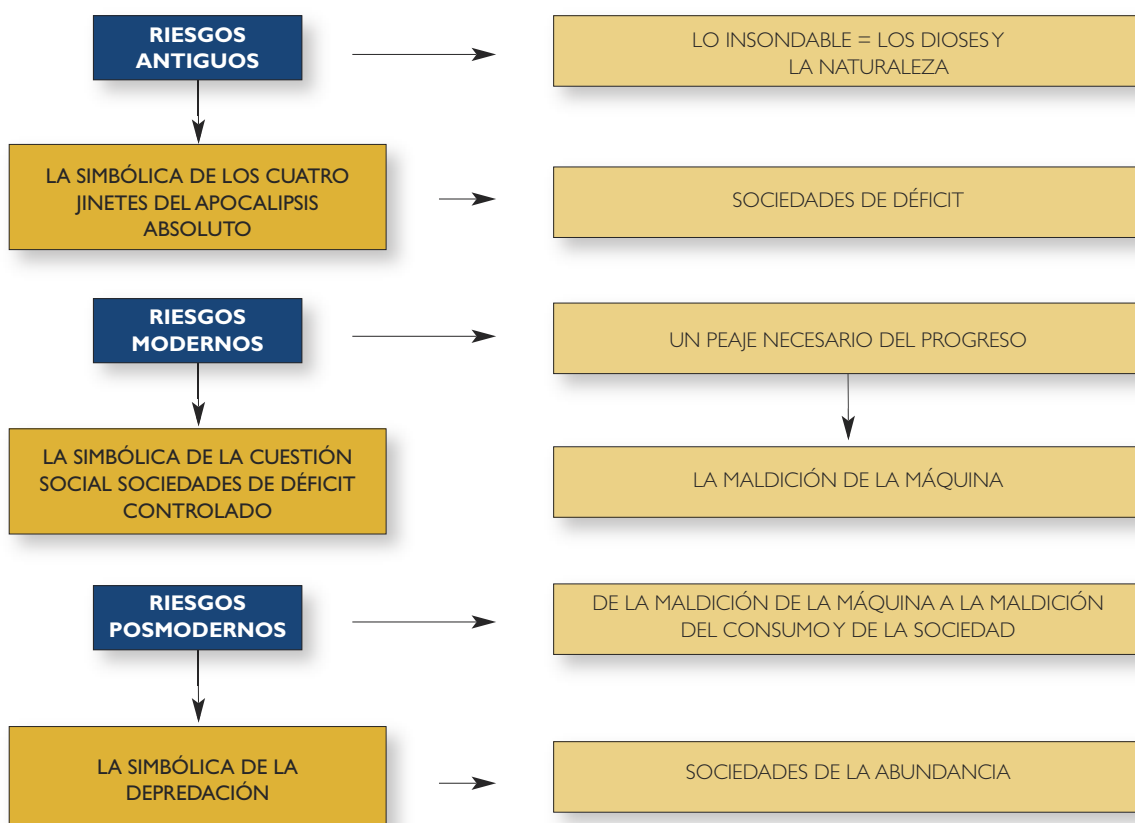 RIESGOS
ANTIGUOS
LO INSONDABLE = LOS DIOSES Y
LA NATURALEZA
LA SIMBÓLICA DE LOS CUATRO
JINETES DEL APOCALIPSIS
ABSOLUTO
SOCIEDADES DE DÉFICIT
RIESGOS
MODERNOS
UN PEAJE NECESARIO DEL PROGRESO
LA SIMBÓLICA DE LA CUESTIÓN
SOCIAL SOCIEDADES DE DÉFICIT
CONTROLADO
LA MALDICIÓN DE LA MÁQUINA
RIESGOS
POSMODERNOS
DE LA MALDICIÓN DE LA MÁQUINA A LA MALDICIÓN
DEL CONSUMO Y DE LA SOCIEDAD
LA SIMBÓLICA DE LA
DEPREDACIÓN
SOCIEDADES DE LA ABUNDANCIA